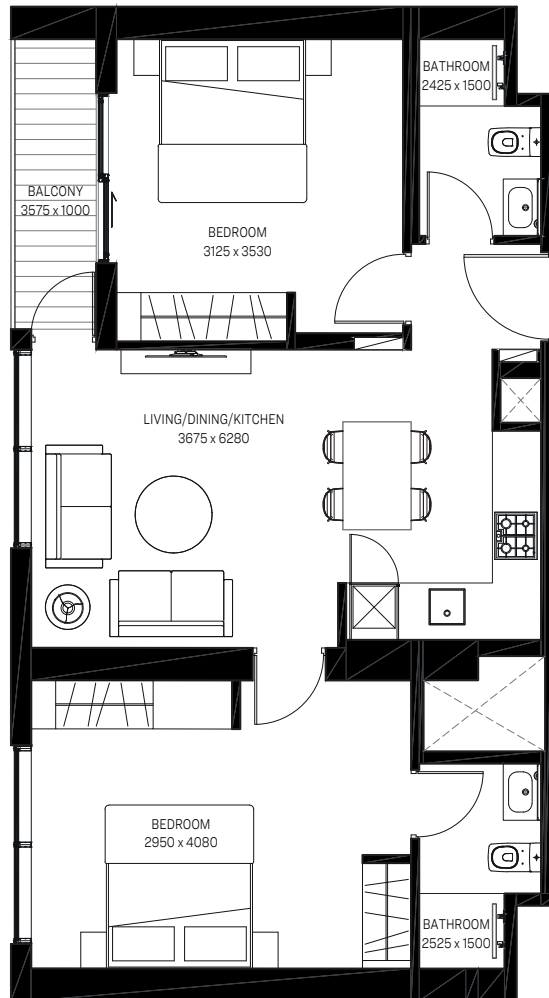 BATHROOM
2425 x 1500
BALCONY
3575 x 1000
BEDROOM
3125 x 3530
LIVING/DINING/KITCHEN
3675 x 6280
BEDROOM
2950 x 4080
BATHROOM
2525 x 1500